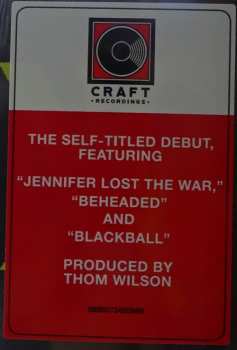 CRAFT
• RECORDINGS •
THE SELF-TITLED DEBUT,
FEATURING
“JENNIFER LOST THE WAR,”
“BEHEADED”
AND
“BLACKBALL”
PRODUCED BY
THOM WILSON